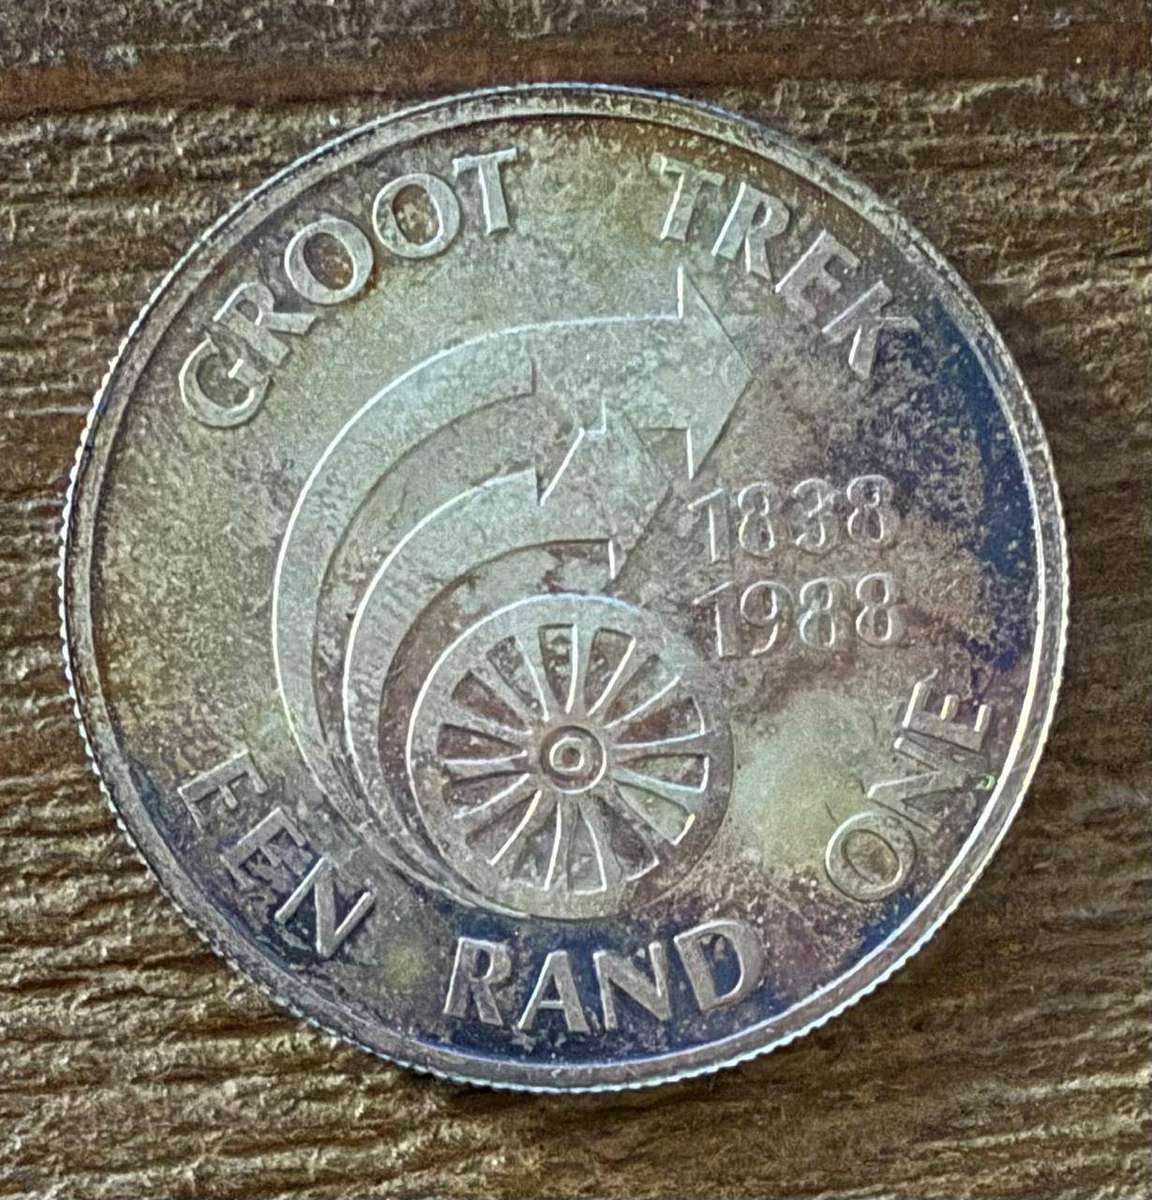 GROOT TREK
1838
1988
EEN RAND ONE